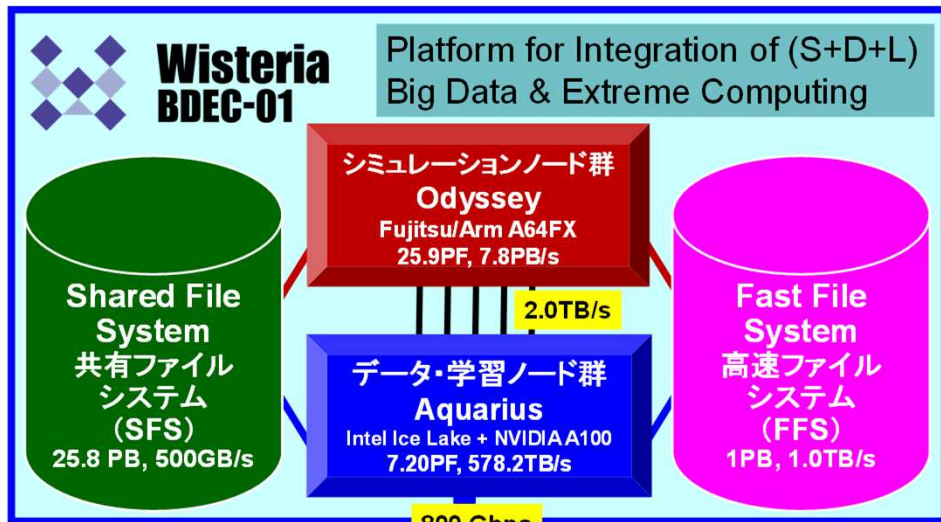 Wisteria
BDEC-01
Platform for Integration of (S+D+L)
Big Data & Extreme Computing
シミュレーションノード群
Odyssey
Fujitsu/Arm A64FX
25.9PF, 7.8PB/s
2.0TB/s
Shared File
System
共有ファイル
システム
(SFS)
25.8 PB, 500GB/s
データ・学習ノード群
Aquarius
Intel Ice Lake + NVIDIA A100
7.20PF, 578.2TB/s
Fast File
System
高速ファイル
システム
(FFS)
1PB, 1.0TB/s
800 Gbps